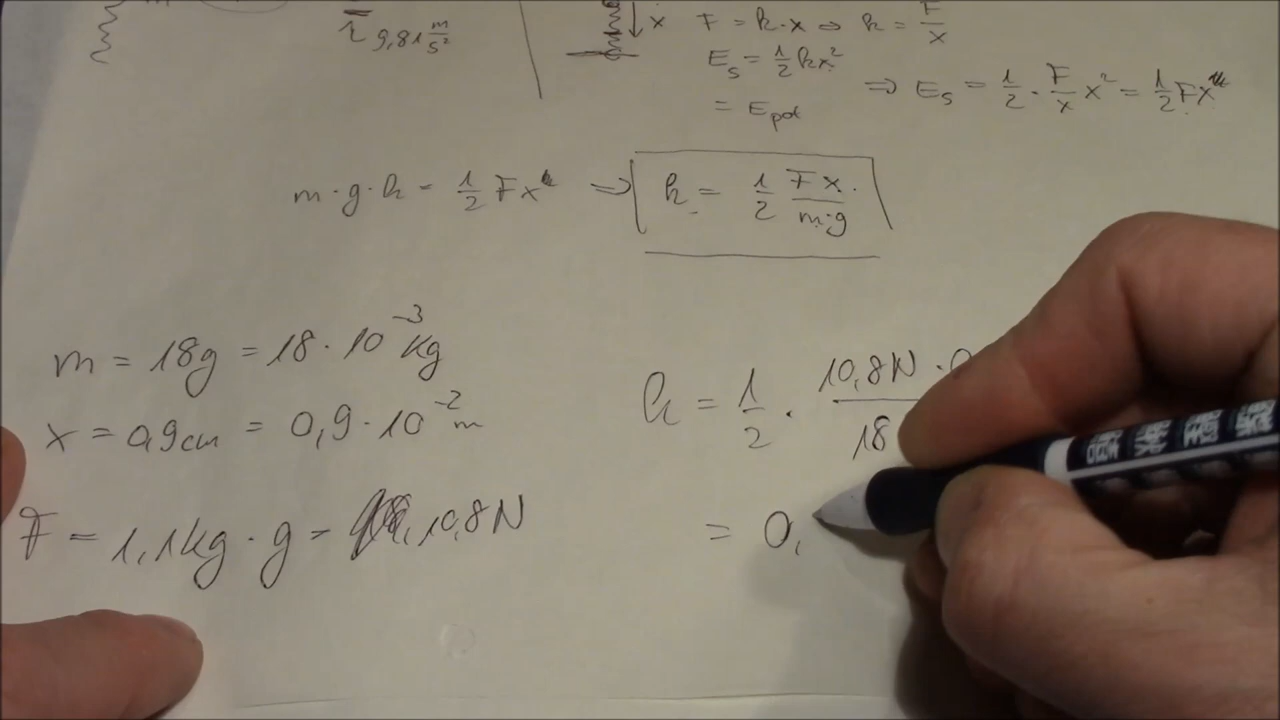 m
9,81 m/s²
x F = k·x ⇒ k = F/x
E_s = 1/2 kx²
= E_pot
⇒ E_s = 1/2 · F/x x² = 1/2 Fx
m·g·h = 1/2 Fx ⇒ h = 1/2 Fx/m·g
m = 18g = 18·10⁻³ kg
x = 0,9cm = 0,9·10⁻² m
F = 1,1kg·g = 10,8N
h = 1/2 · 10,8N · 0 / 18
= 0,